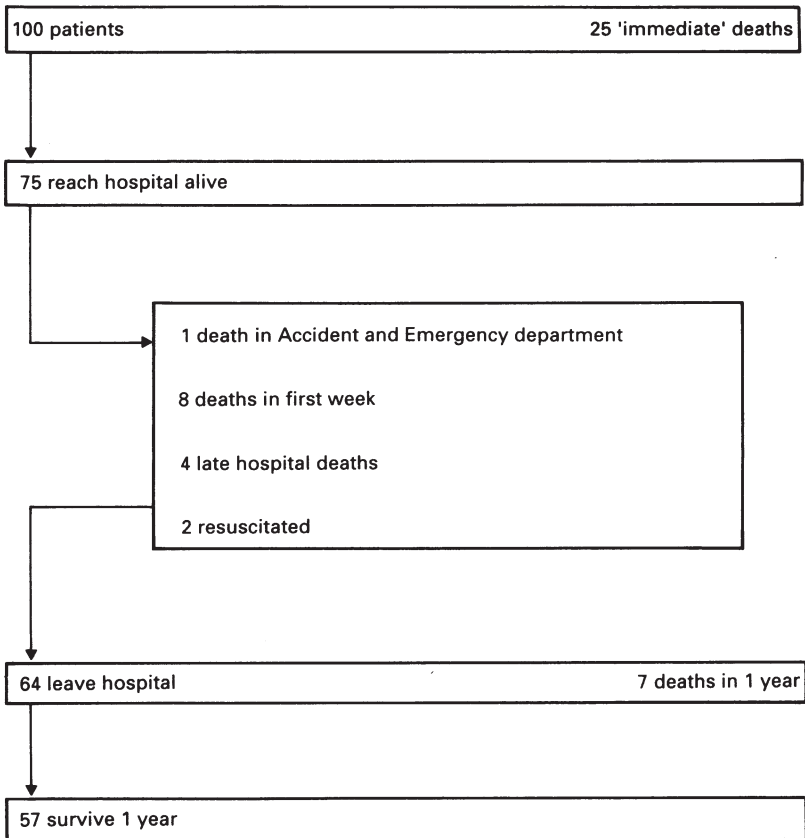 100 patients 25 'immediate' deaths
75 reach hospital alive
1 death in Accident and Emergency department
8 deaths in first week
4 late hospital deaths
2 resuscitated
64 leave hospital 7 deaths in 1 year
57 survive 1 year